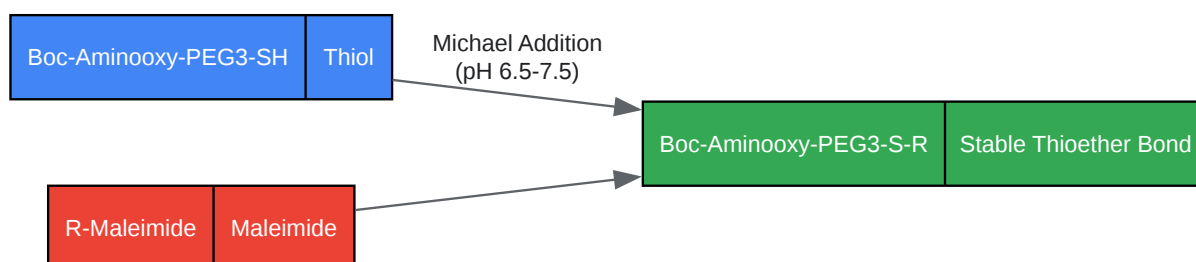 Boc-Aminooxy-PEG3-SH Thiol
Michael Addition
(pH 6.5-7.5)
Boc-Aminooxy-PEG3-S-R Stable Thioether Bond
R-Maleimide Maleimide